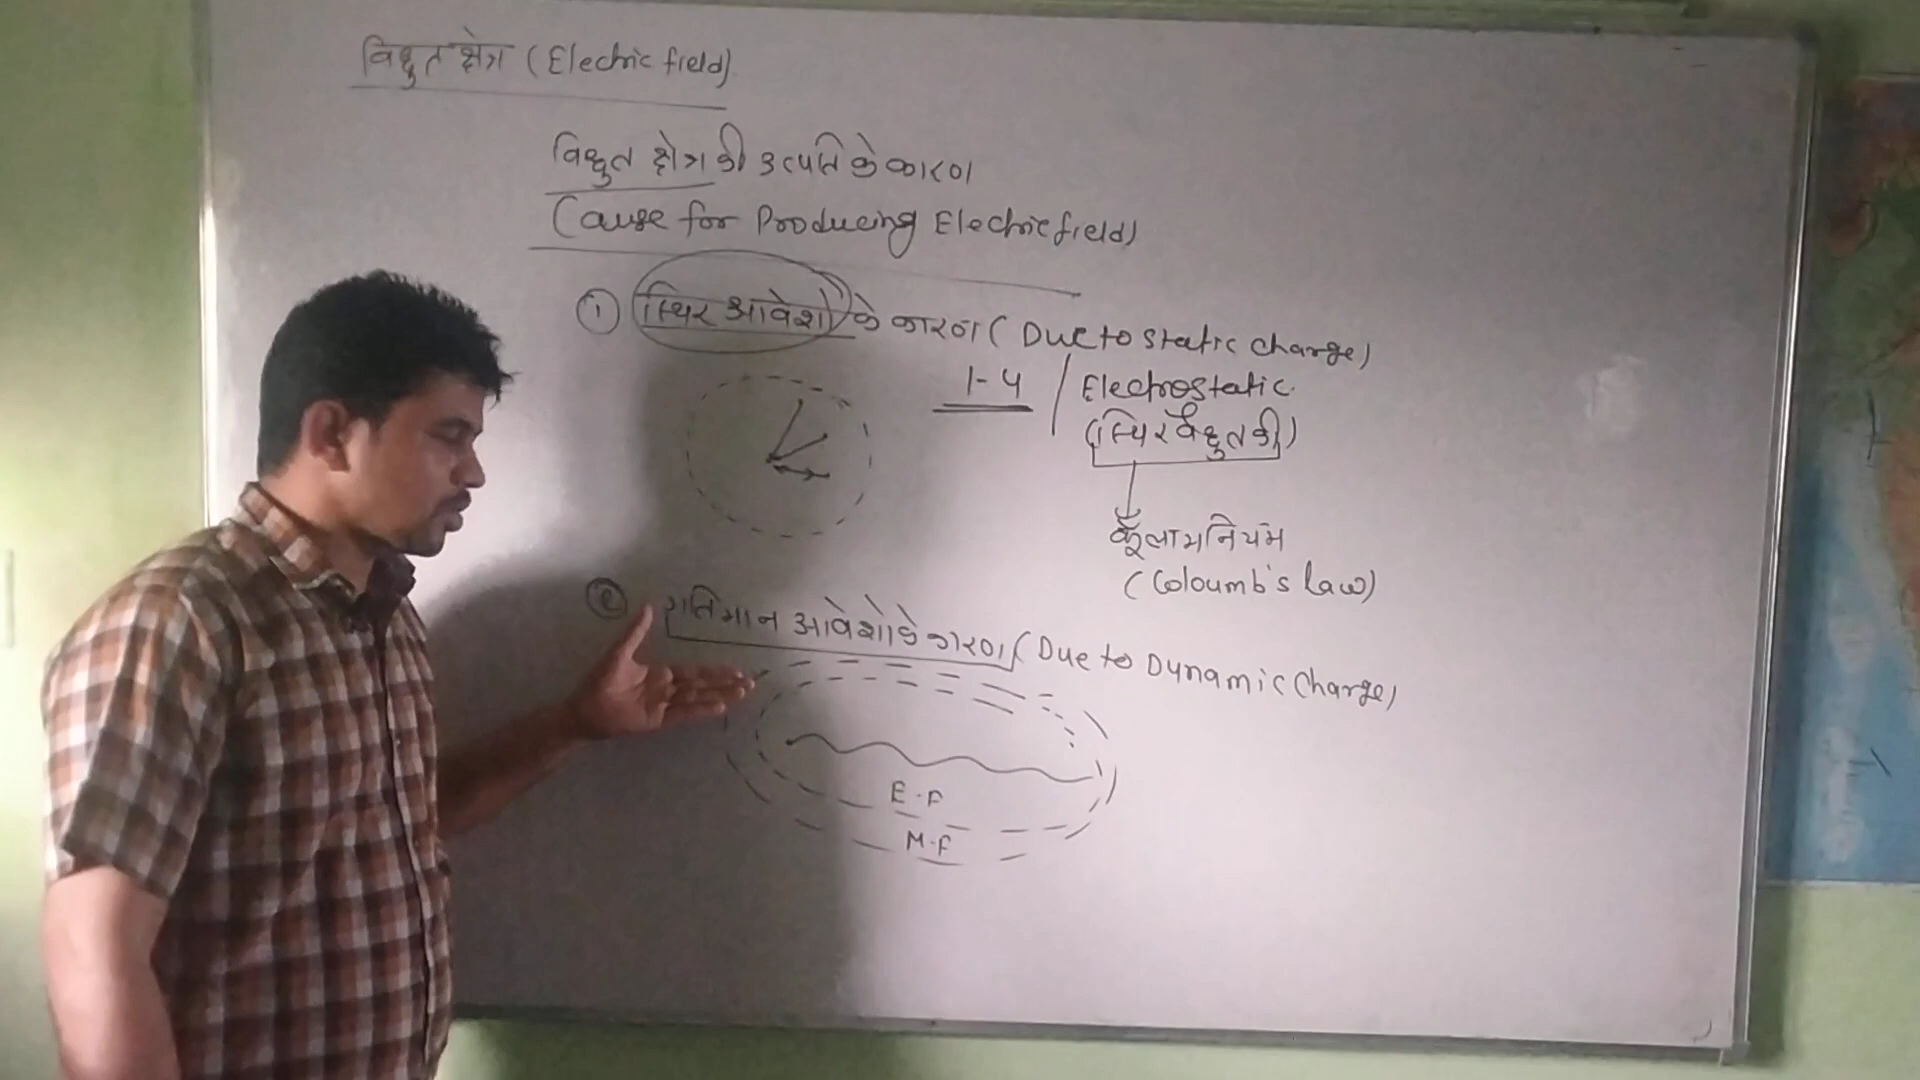 विधुत क्षेत्र (Electric field)
विधुत क्षेत्र की उत्पति के कारण
(Cause for Producing Electric field)
① स्थिर आवेशों के कारण (Due to static charge)
1-4 / Electrostatic.
(स्थिर वैधुतकी)
कूलाम नियम
(Coloumb's Law)
② गतिमान आवेशो के कारण (Due to Dynamic Charge)
E.F
M.F